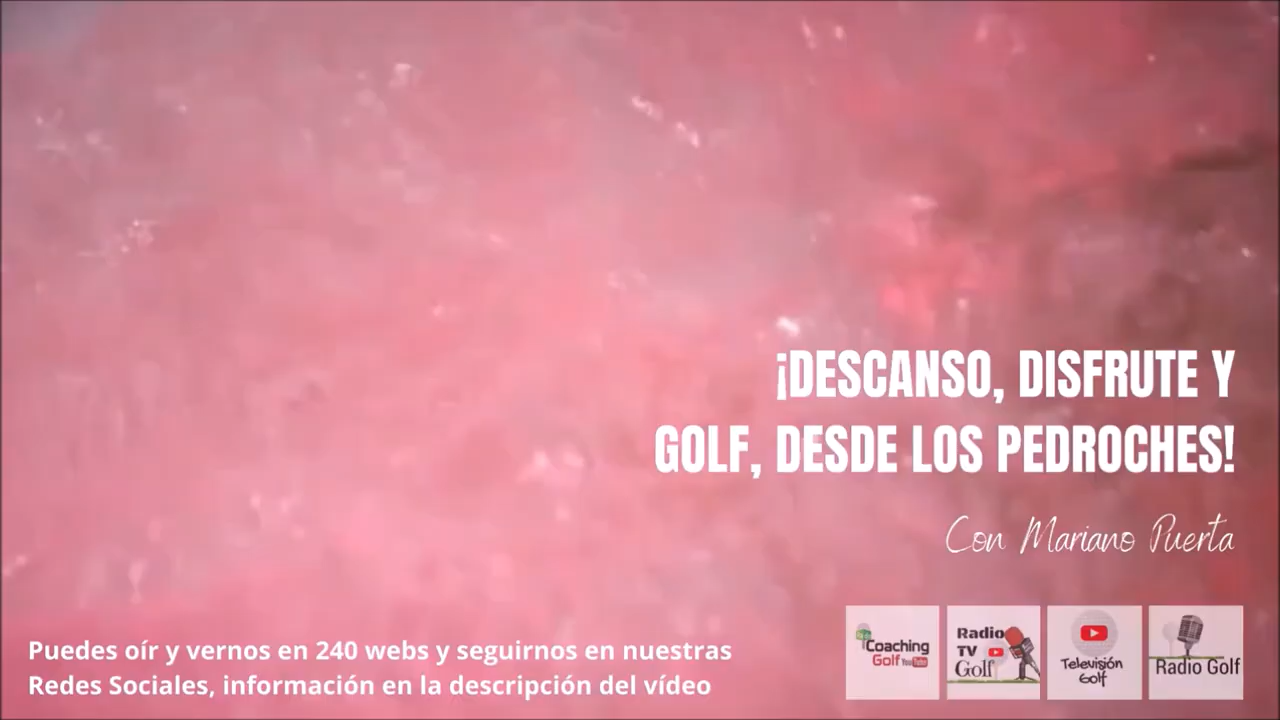 ¡DESCANSO, DISFRUTE Y
GOLF, DESDE LOS PEDROCHES!
Con Mariano Puerta
Puedes oír y vernos en 240 webs y seguirnos en nuestras
Redes Sociales, información en la descripción del vídeo
Coaching
Golf YouTube
Radio
TV
Golf
Televisión
Golf
Radio Golf